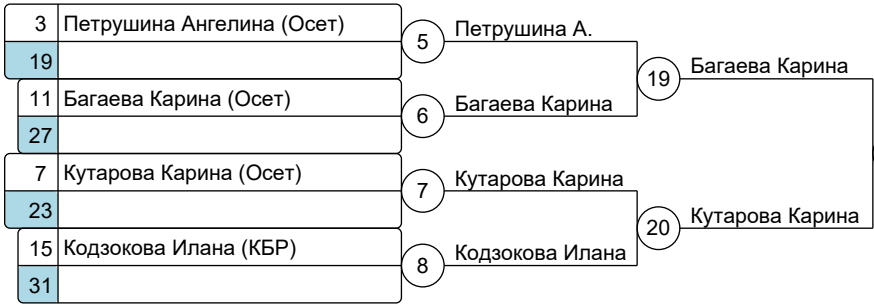 3 Петрушина Ангелина (Осет)
19
5 Петрушина А.
11 Багаева Карина (Осет)
27
6 Багаева Карина
19 Багаева Карина
7 Кутарова Карина (Осет)
23
7 Кутарова Карина
15 Кодзокова Илана (КБР)
31
8 Кодзокова Илана
20 Кутарова Карина